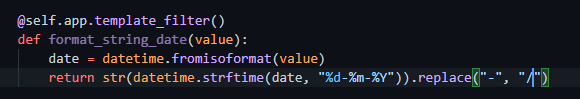 @self.app.template_filter()
def format_string_date(value):
    date = datetime.fromisoformat(value)
    return str(datetime.strftime(date, "%d-%m-%Y")).replace("-", "/")